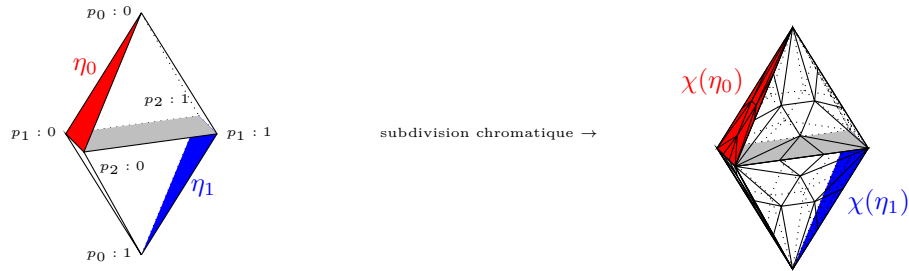 p₀ : 0
η₀
p₂ : 1
p₁ : 0
p₁ : 1
p₂ : 0
η₁
p₀ : 1
subdivision chromatique →
χ(η₀)
χ(η₁)